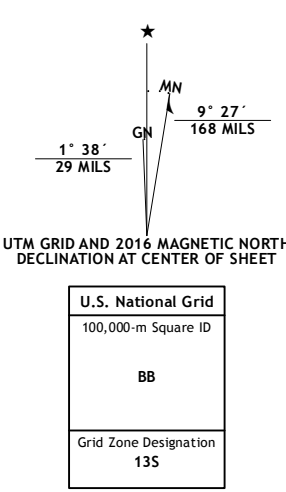 ★
MN
GN
9° 27´
168 MILS
1° 38´
29 MILS
UTM GRID AND 2016 MAGNETIC NORTH
DECLINATION AT CENTER OF SHEET
U.S. National Grid
100,000-m Square ID
BB
Grid Zone Designation
13S